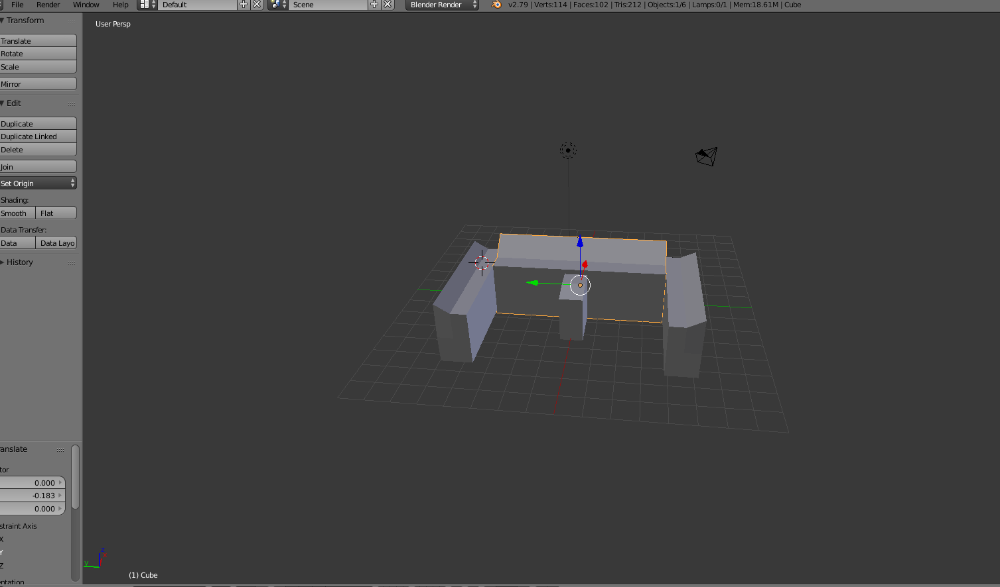 File Render Window Help Default Scene Blender Render v2.79 | Verts:114 | Faces:102 | Tris:212 | Objects:1/6 | Lamps:0/1 | Mem:18.61M | Cube
Transform
User Persp
Translate
Rotate
Scale
Mirror
Edit
Duplicate
Duplicate Linked
Delete
Join
Set Origin
Shading:
Smooth Flat
Data Transfer:
Data Data Layo
History
anslate
tor
0.000
-0.183
0.000
straint Axis
X
Y
Z
entation
z
y
(1) Cube